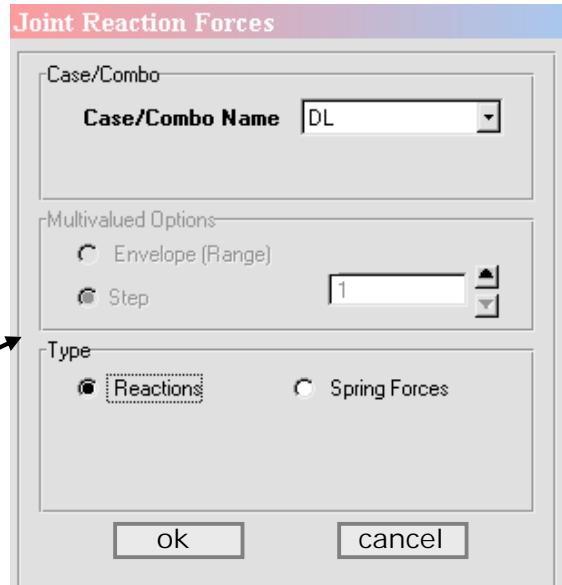 Joint Reaction Forces
Case/Combo
Case/Combo Name DL
Multivalued Options
Envelope (Range)
Step 1
Type
Reactions Spring Forces
ok cancel